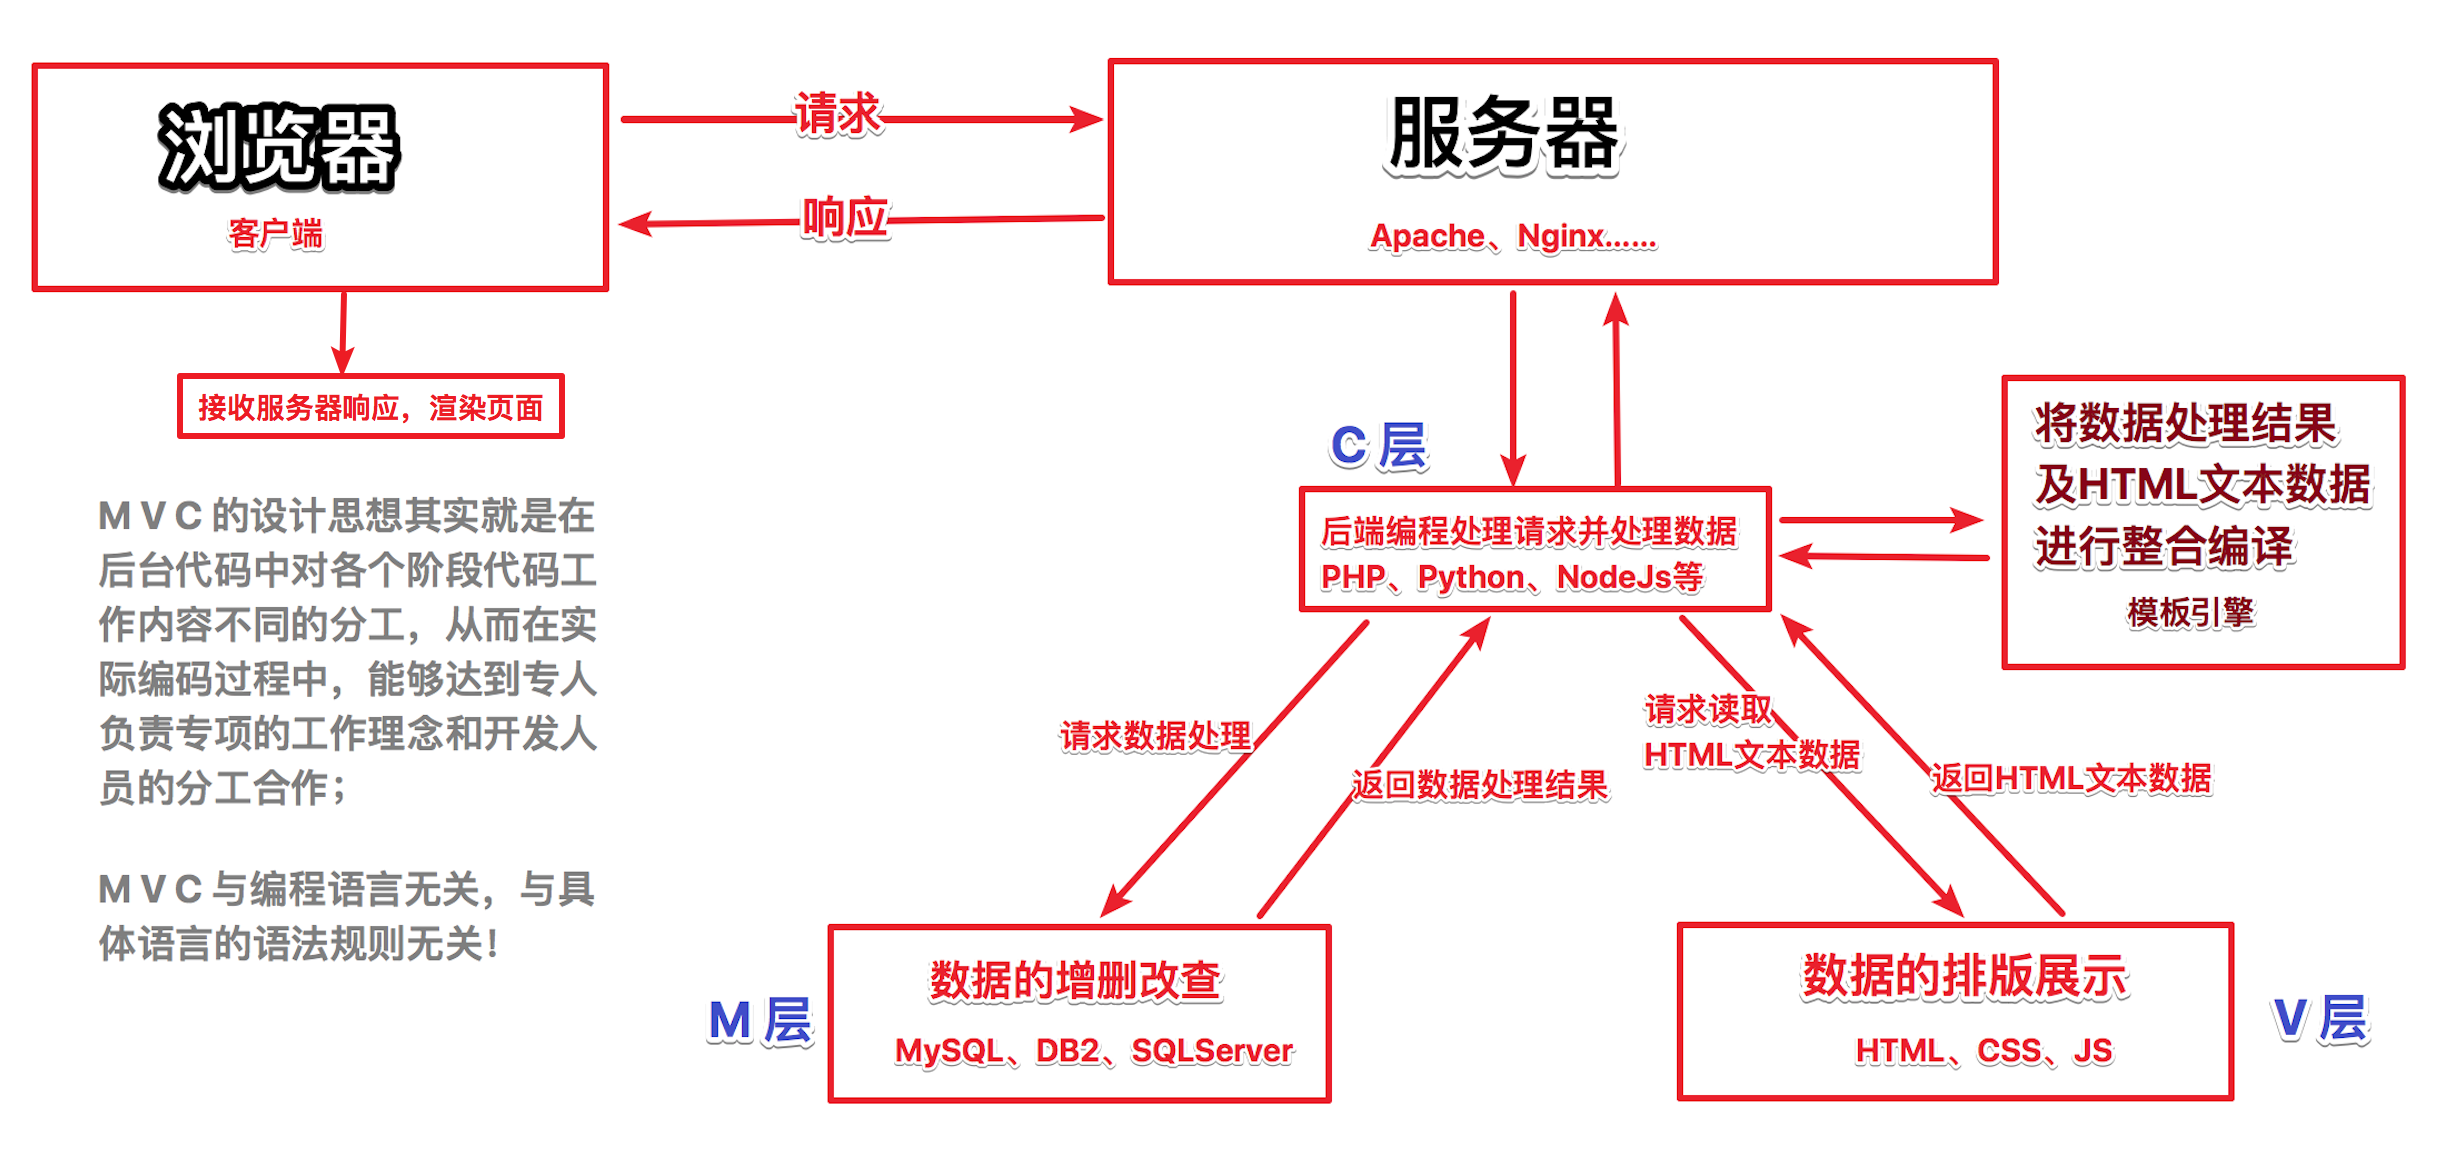 浏览器
客户端
请求
响应
服务器
Apache、Nginx......
接收服务器响应，渲染页面
C 层
后端编程处理请求并处理数据
PHP、Python、NodeJs等
将数据处理结果
及HTML文本数据
进行整合编译
模板引擎
M V C 的设计思想其实就是在
后台代码中对各个阶段代码工
作内容不同的分工，从而在实
际编码过程中，能够达到专人
负责专项的工作理念和开发人
员的分工合作；
M V C 与编程语言无关，与具
体语言的语法规则无关！
请求数据处理
返回数据处理结果
请求读取
HTML文本数据
返回HTML文本数据
M 层
数据的增删改查
MySQL、DB2、SQLServer
数据的排版展示
HTML、CSS、JS
V 层